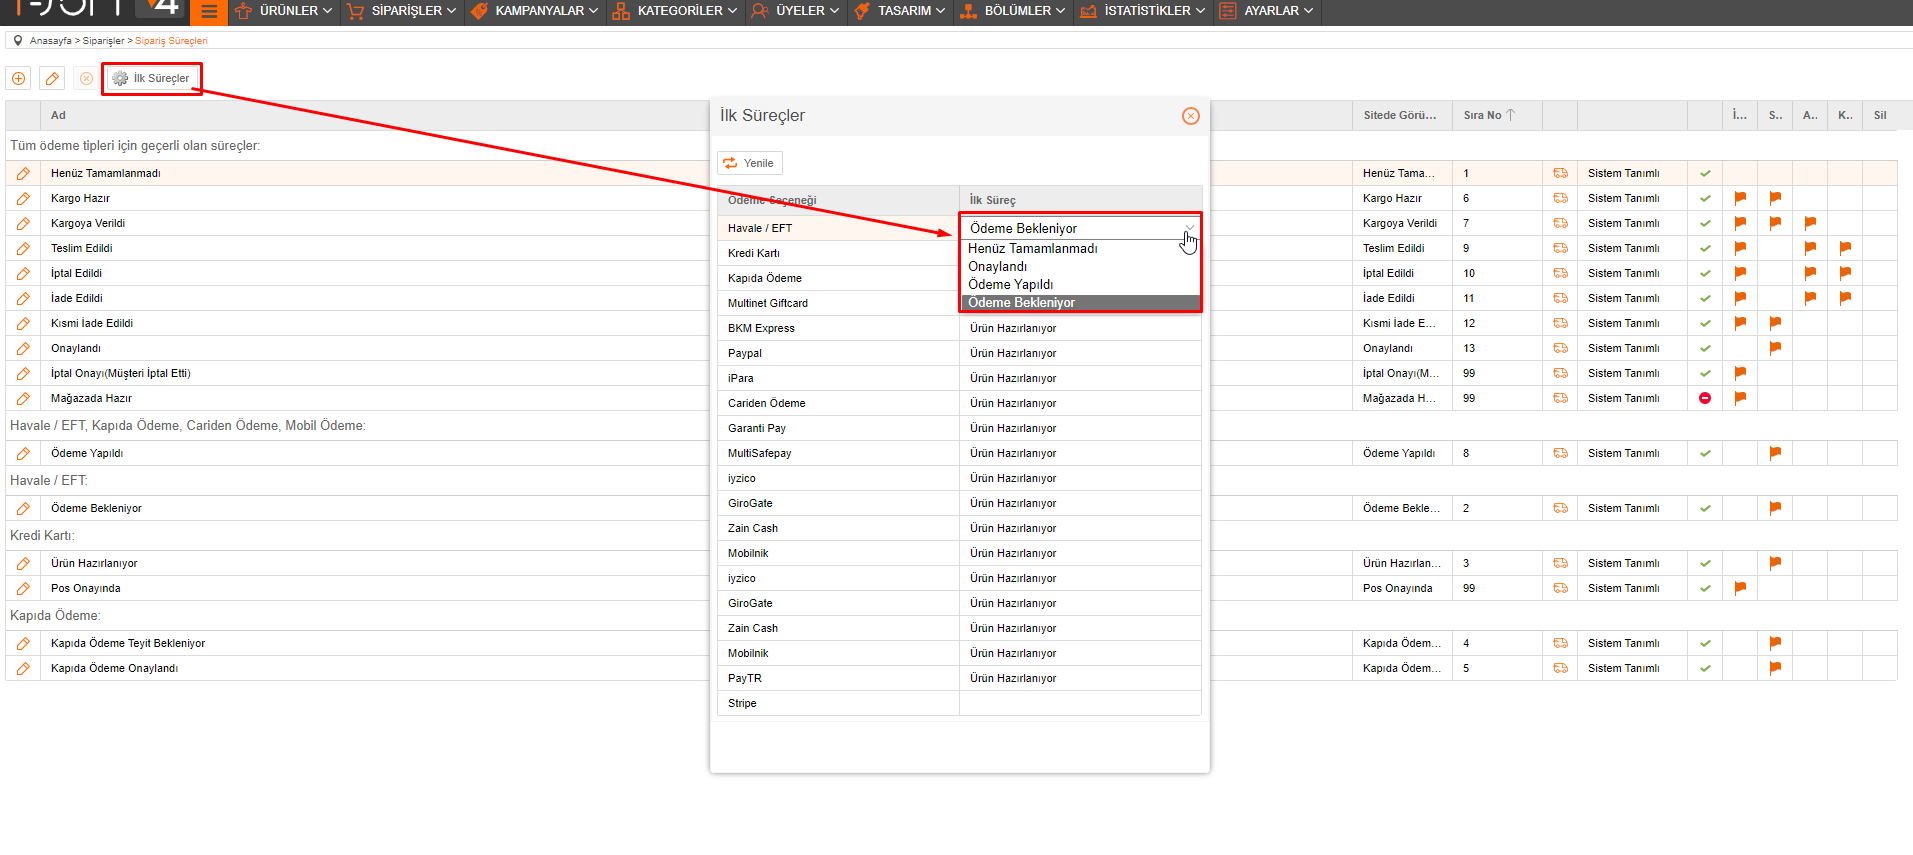 ÜRÜNLER SİPARİŞLER KAMPANYALAR KATEGORİLER ÜYELER TASARIM BÖLÜMLER İSTATİSTİKLER AYARLAR
Anasayfa > Siparişler > Sipariş Süreçleri
İlk Süreçler
Ad Sitede Görü... Sıra No İ... S.. A.. K.. Sil
Tüm ödeme tipleri için geçerli olan süreçler:
Henüz Tamamlanmadı Henüz Tama... 1 Sistem Tanımlı
Kargo Hazır Kargo Hazır 6 Sistem Tanımlı
Kargoya Verildi Kargoya Verildi 7 Sistem Tanımlı
Teslim Edildi Teslim Edildi 9 Sistem Tanımlı
İptal Edildi İptal Edildi 10 Sistem Tanımlı
İade Edildi İade Edildi 11 Sistem Tanımlı
Kısmi İade Edildi Kısmi İade E... 12 Sistem Tanımlı
Onaylandı Onaylandı 13 Sistem Tanımlı
İptal Onayı(Müşteri İptal Etti) İptal Onayı(M... 99 Sistem Tanımlı
Mağazada Hazır Mağazada H... 99 Sistem Tanımlı
Havale / EFT, Kapıda Ödeme, Cariden Ödeme, Mobil Ödeme:
Ödeme Yapıldı Ödeme Yapıldı 8 Sistem Tanımlı
Havale / EFT:
Ödeme Bekleniyor Ödeme Bekle... 2 Sistem Tanımlı
Kredi Kartı:
Ürün Hazırlanıyor Ürün Hazırlan... 3 Sistem Tanımlı
Pos Onayında Pos Onayında 99 Sistem Tanımlı
Kapıda Ödeme:
Kapıda Ödeme Teyit Bekleniyor Kapıda Ödem... 4 Sistem Tanımlı
Kapıda Ödeme Onaylandı Kapıda Ödem... 5 Sistem Tanımlı
İlk Süreçler
Yenile
Ödeme Seçeneği İlk Süreç
Havale / EFT Ödeme Bekleniyor
Henüz Tamamlanmadı
Onaylandı
Ödeme Yapıldı
Ödeme Bekleniyor
Kredi Kartı
Kapıda Ödeme
Multinet Giftcard
BKM Express Ürün Hazırlanıyor
Paypal Ürün Hazırlanıyor
iPara Ürün Hazırlanıyor
Cariden Ödeme Ürün Hazırlanıyor
Garanti Pay Ürün Hazırlanıyor
MultiSafepay Ürün Hazırlanıyor
iyzico Ürün Hazırlanıyor
GiroGate Ürün Hazırlanıyor
Zain Cash Ürün Hazırlanıyor
Mobilnik Ürün Hazırlanıyor
iyzico Ürün Hazırlanıyor
GiroGate Ürün Hazırlanıyor
Zain Cash Ürün Hazırlanıyor
Mobilnik Ürün Hazırlanıyor
PayTR Ürün Hazırlanıyor
Stripe